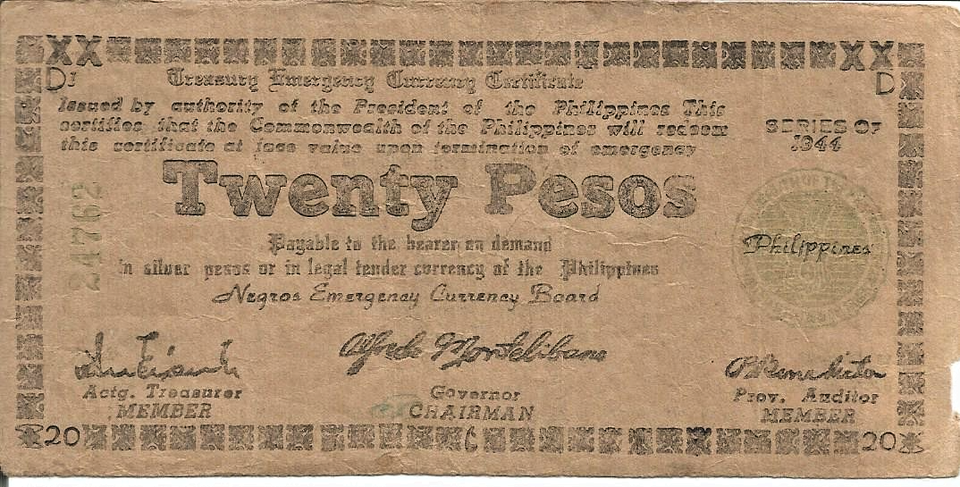 XX XX
D1 D
Treasury Emergency Currency Certificate
Issued by authority of the President of the Philippines This
certifies that the Commonwealth of the Philippines will redeem
this certificate at face value upon termination of emergency
SERIES OF
1944
Twenty Pesos
24762
Payable to the bearer on demand
in silver pesos or in legal tender currency of the Philippines
Philippines
Negros Emergency Currency Board
Alfredo Montelibano
Actg. Treasurer
MEMBER
Governor
CHAIRMAN
Prov. Auditor
MEMBER
20 20